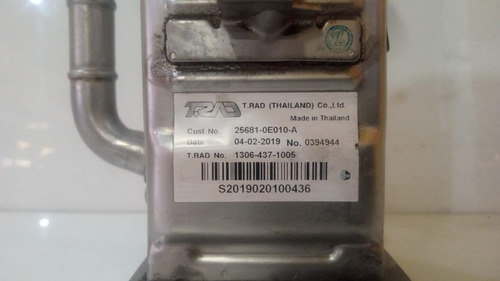 TRAD T.RAD (THAILAND) Co.,Ltd.
Made in Thailand
Cust No. 25681-0E010-A
Date 04-02-2019 No. 0394944
T.RAD No. 1306-437-1005
S2019020100436